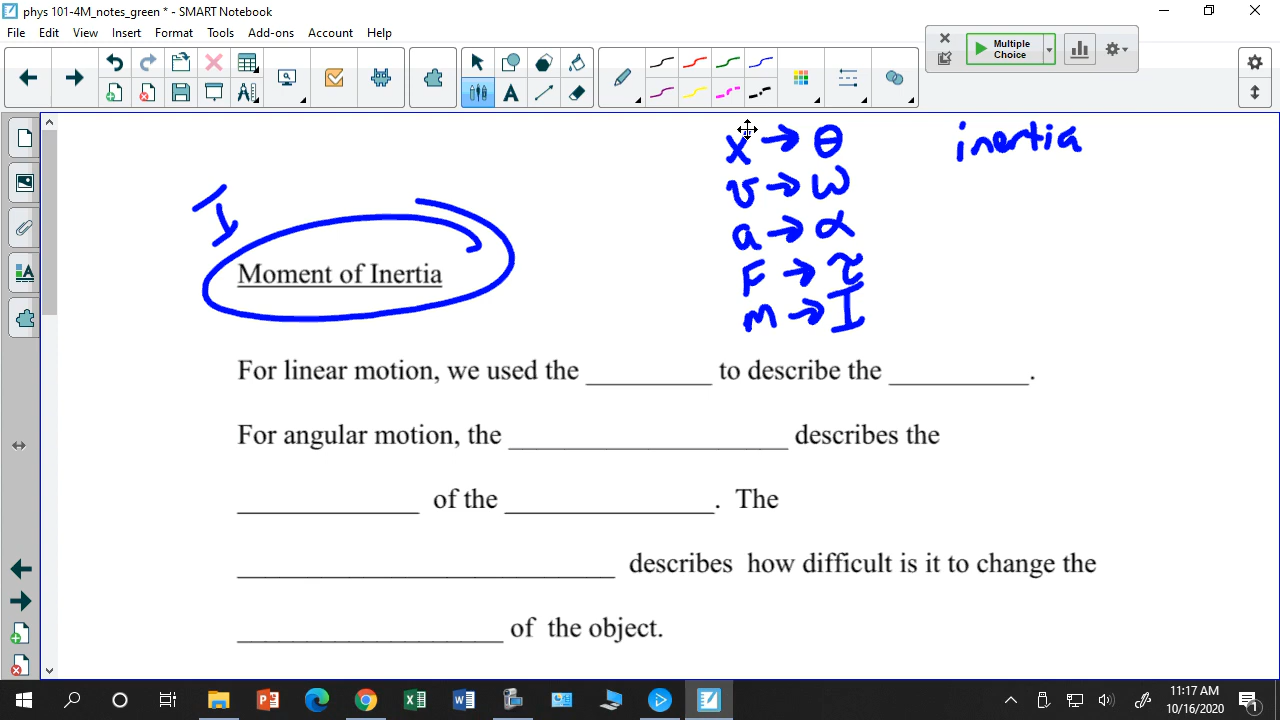 phys 101-4M_notes_green * - SMART Notebook
File Edit View Insert Format Tools Add-ons Account Help
Multiple
Choice
x → θ
inertia
v → ω
I
a → α
Moment of Inertia
F → τ
m → I
For linear motion, we used the _________ to describe the __________.
For angular motion, the ____________________ describes the
_____________ of the _______________. The
___________________________ describes how difficult is it to change the
___________________ of the object.
11:17 AM
10/16/2020
1